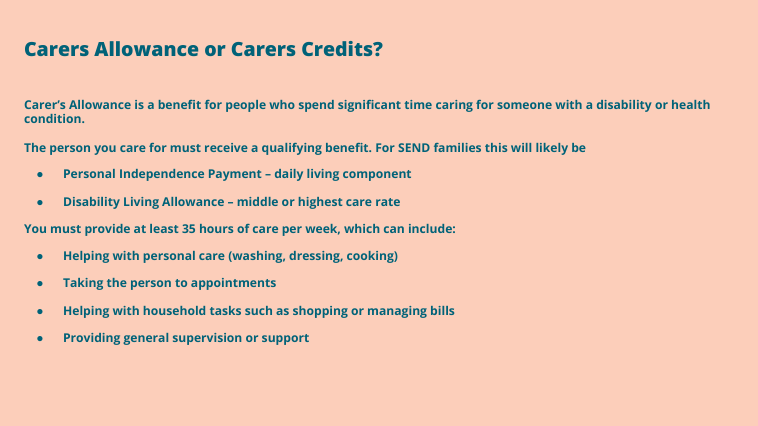 Carers Allowance or Carers Credits?
Carer's Allowance is a benefit for people who spend significant time caring for someone with a disability or health
condition.
The person you care for must receive a qualifying benefit. For SEND families this will likely be
● Personal Independence Payment – daily living component
● Disability Living Allowance – middle or highest care rate
You must provide at least 35 hours of care per week, which can include:
● Helping with personal care (washing, dressing, cooking)
● Taking the person to appointments
● Helping with household tasks such as shopping or managing bills
● Providing general supervision or support